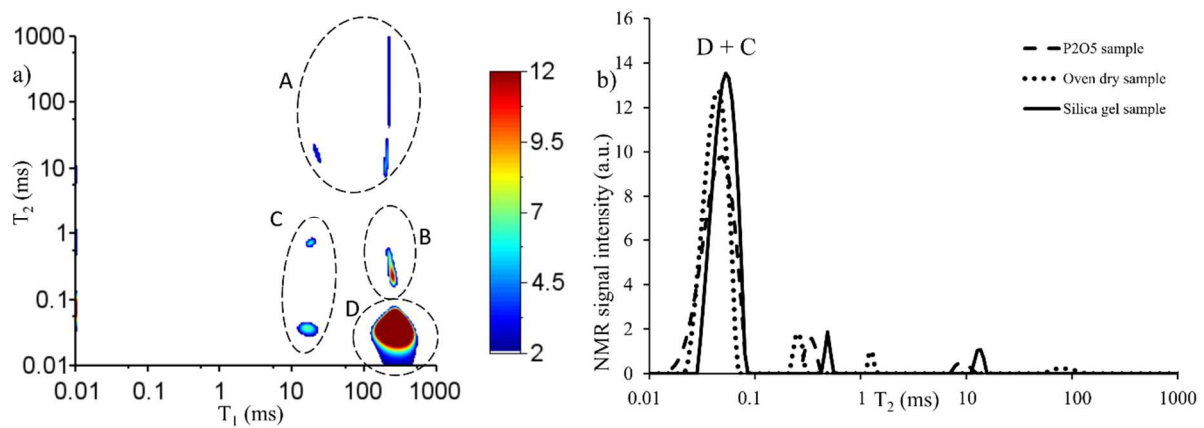 a)
1000
100
10
1
0.1
0.01
T2 (ms)
0.01 0.1 1 10 100 1000
T1 (ms)
A
B
C
D
12
9.5
7
4.5
2
b)
16
14
12
10
8
6
4
2
0
NMR signal intensity (a.u.)
0.01 0.1 1 10 100 1000
T2 (ms)
D + C
P2O5 sample
Oven dry sample
Silica gel sample